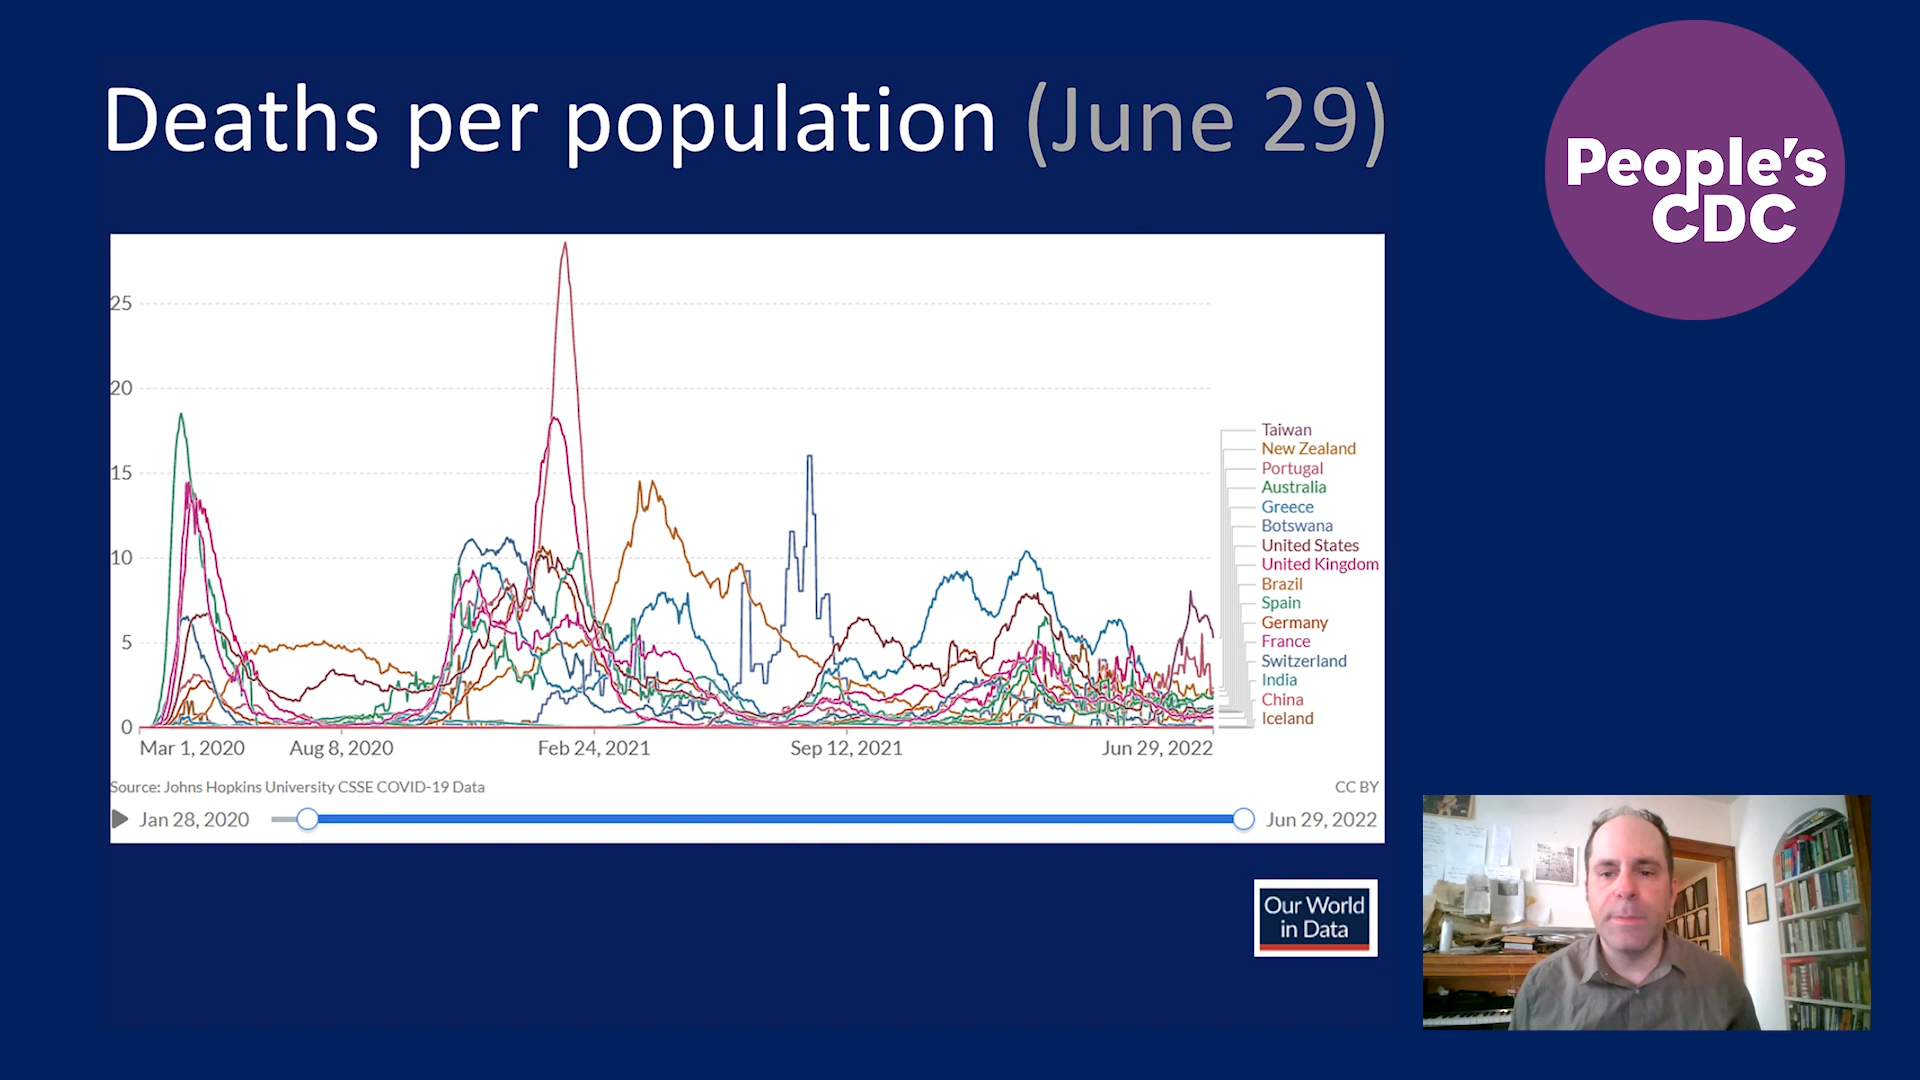 Deaths per population (June 29)
People's
CDC
25
20
15
10
5
0
Taiwan
New Zealand
Portugal
Australia
Greece
Botswana
United States
United Kingdom
Brazil
Spain
Germany
France
Switzerland
India
China
Iceland
Mar 1, 2020
Aug 8, 2020
Feb 24, 2021
Sep 12, 2021
Jun 29, 2022
Source: Johns Hopkins University CSSE COVID-19 Data
CC BY
Jan 28, 2020
Jun 29, 2022
Our World
in Data